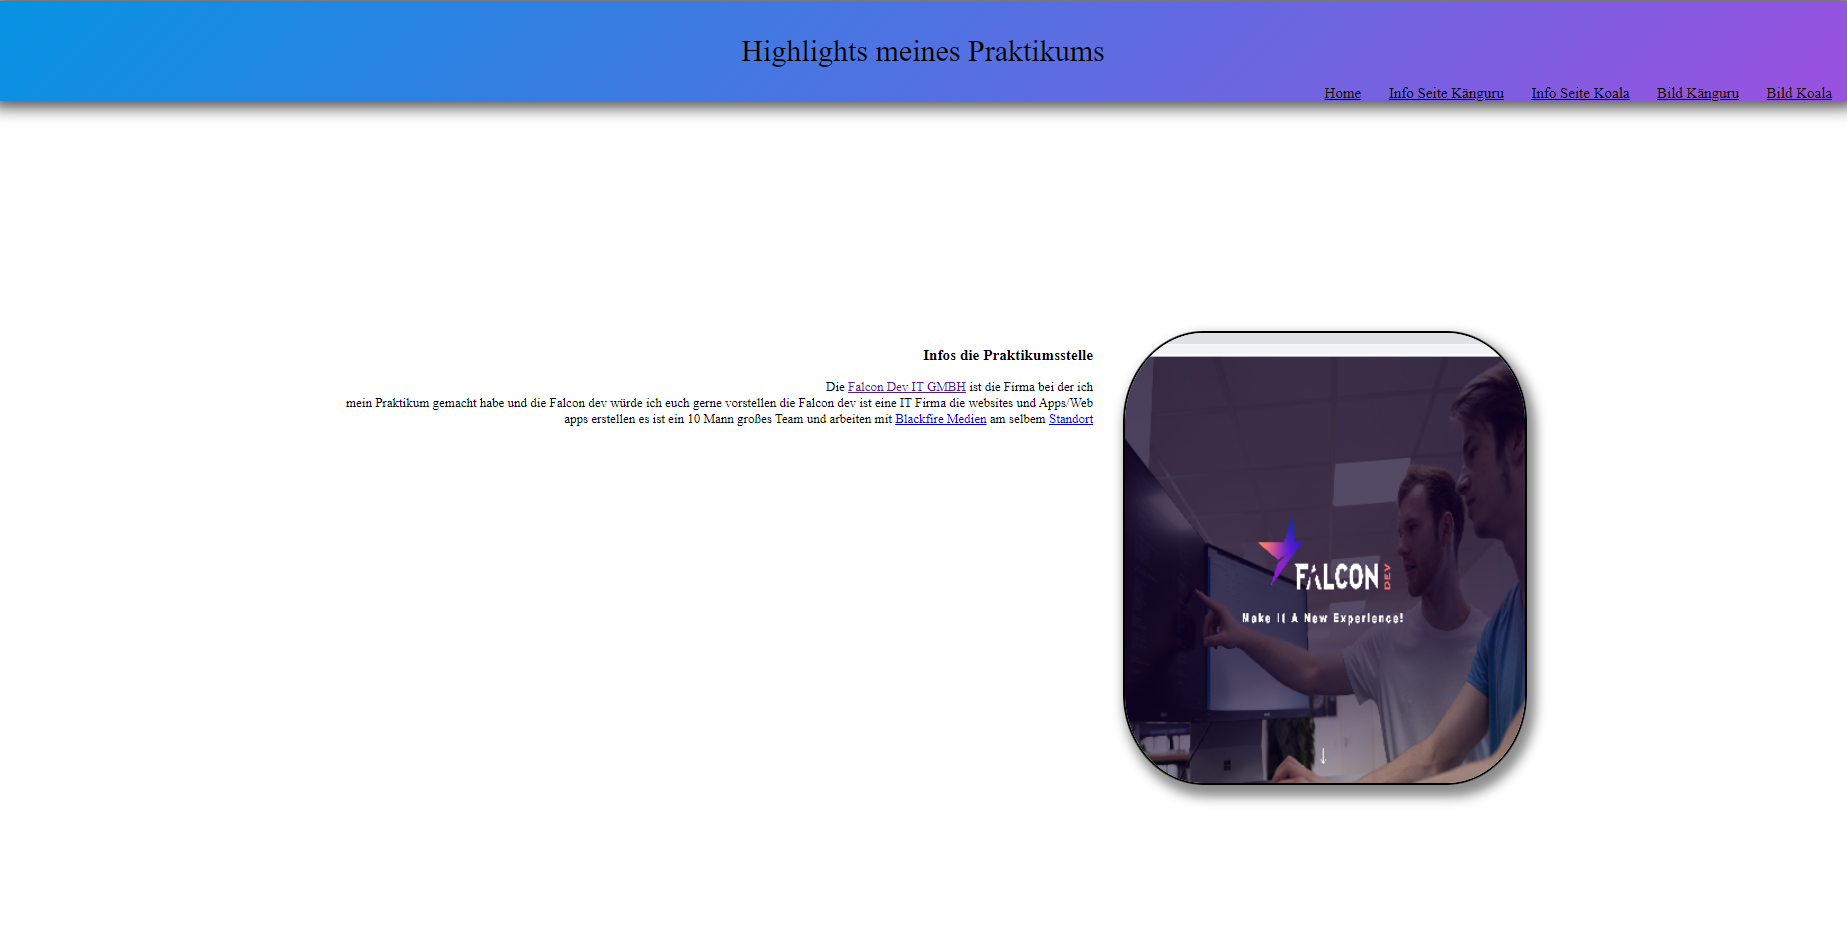 Highlights meines Praktikums
Home Info Seite Känguru Info Seite Koala Bild Känguru Bild Koala
Infos die Praktikumsstelle
Die Falcon Dev IT GMBH ist die Firma bei der ich
mein Praktikum gemacht habe und die Falcon dev würde ich euch gerne vorstellen die Falcon dev ist eine IT Firma die websites und Apps/Web
apps erstellen es ist ein 10 Mann großes Team und arbeiten mit Blackfire Medien am selbem Standort
FALCON DEV
Make It A New Experience!